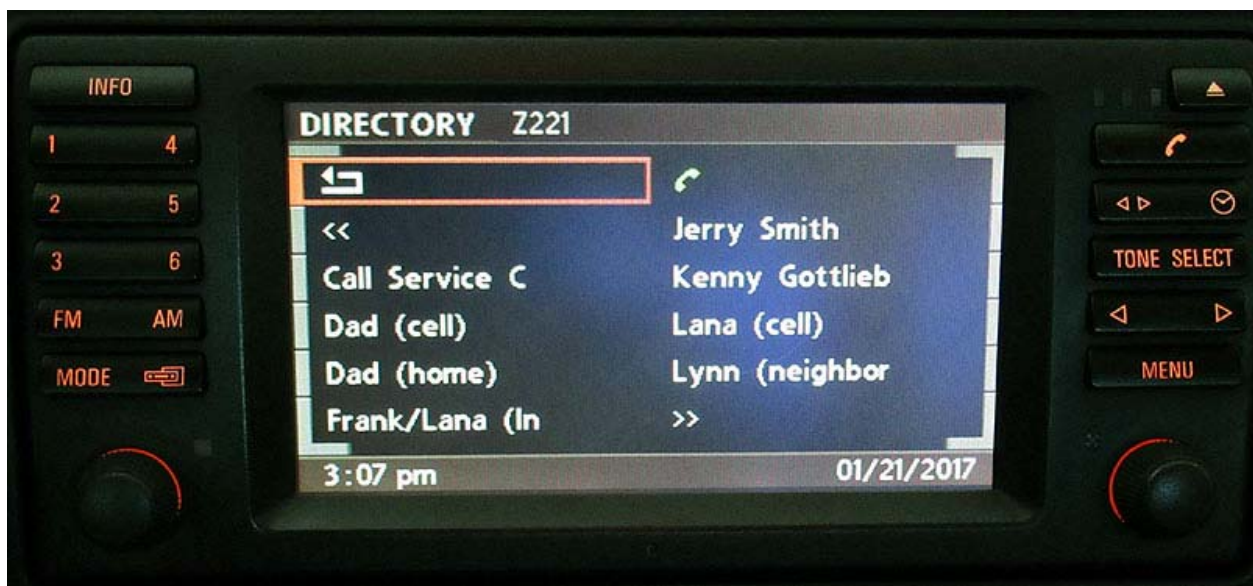 INFO
1 4
2 5
3 6
FM AM
MODE
DIRECTORY Z221
<< Jerry Smith
Call Service C Kenny Gottlieb
Dad (cell) Lana (cell)
Dad (home) Lynn (neighbor
Frank/Lana (In >>
3:07 pm 01/21/2017
TONE SELECT
MENU